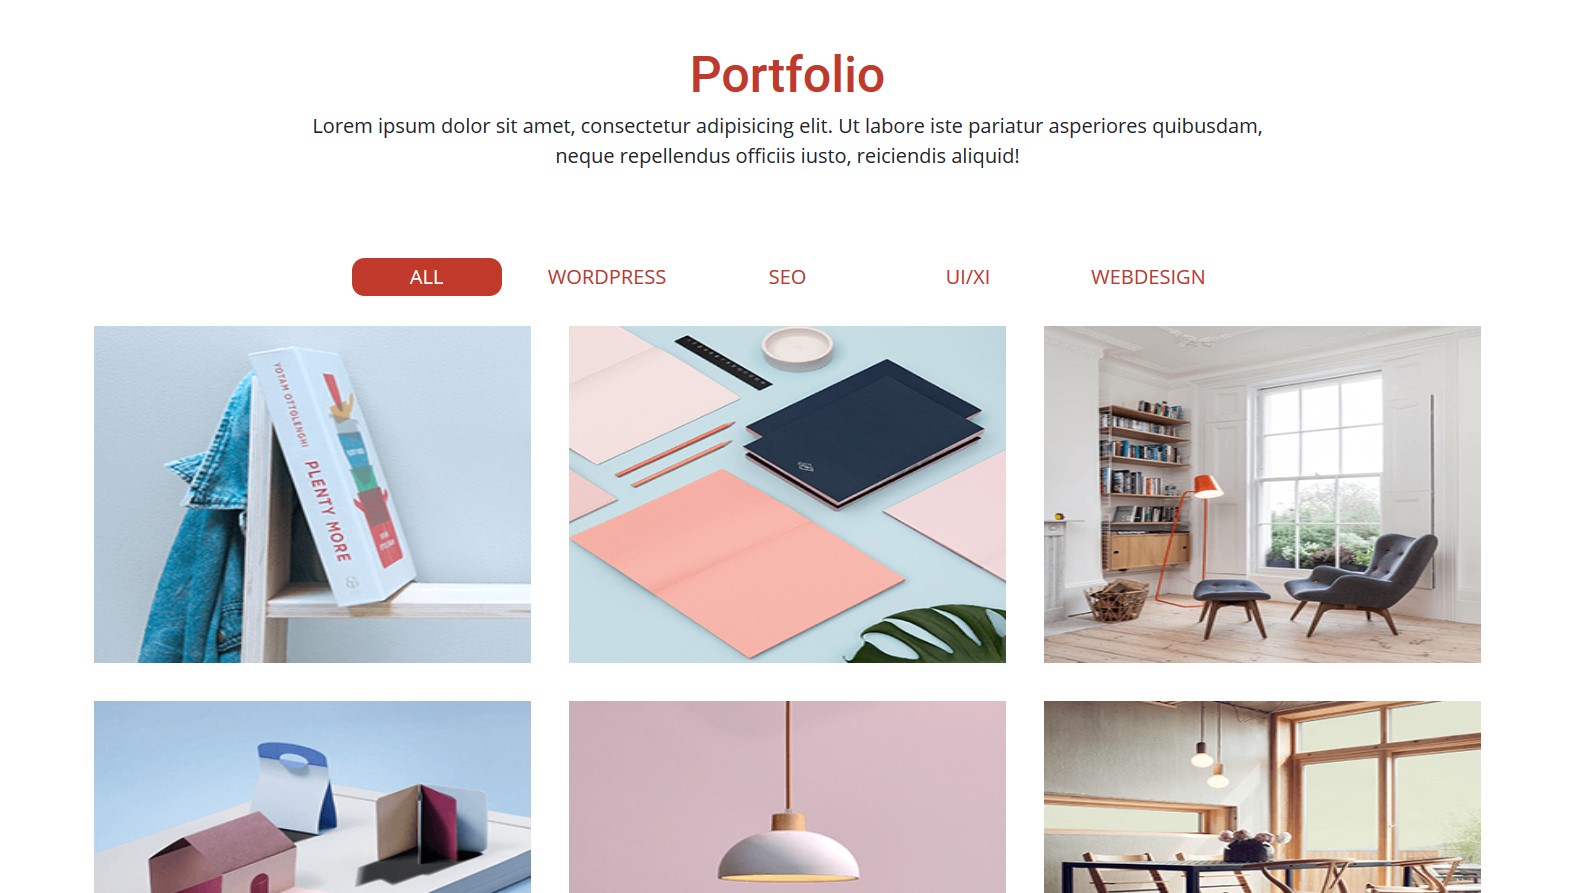 Portfolio
Lorem ipsum dolor sit amet, consectetur adipisicing elit. Ut labore iste pariatur asperiores quibusdam,
neque repellendus officiis iusto, reiciendis aliquid!
ALL
WORDPRESS
SEO
UI/XI
WEBDESIGN
YOTAM OTTOLENGHI
PLENTY MORE